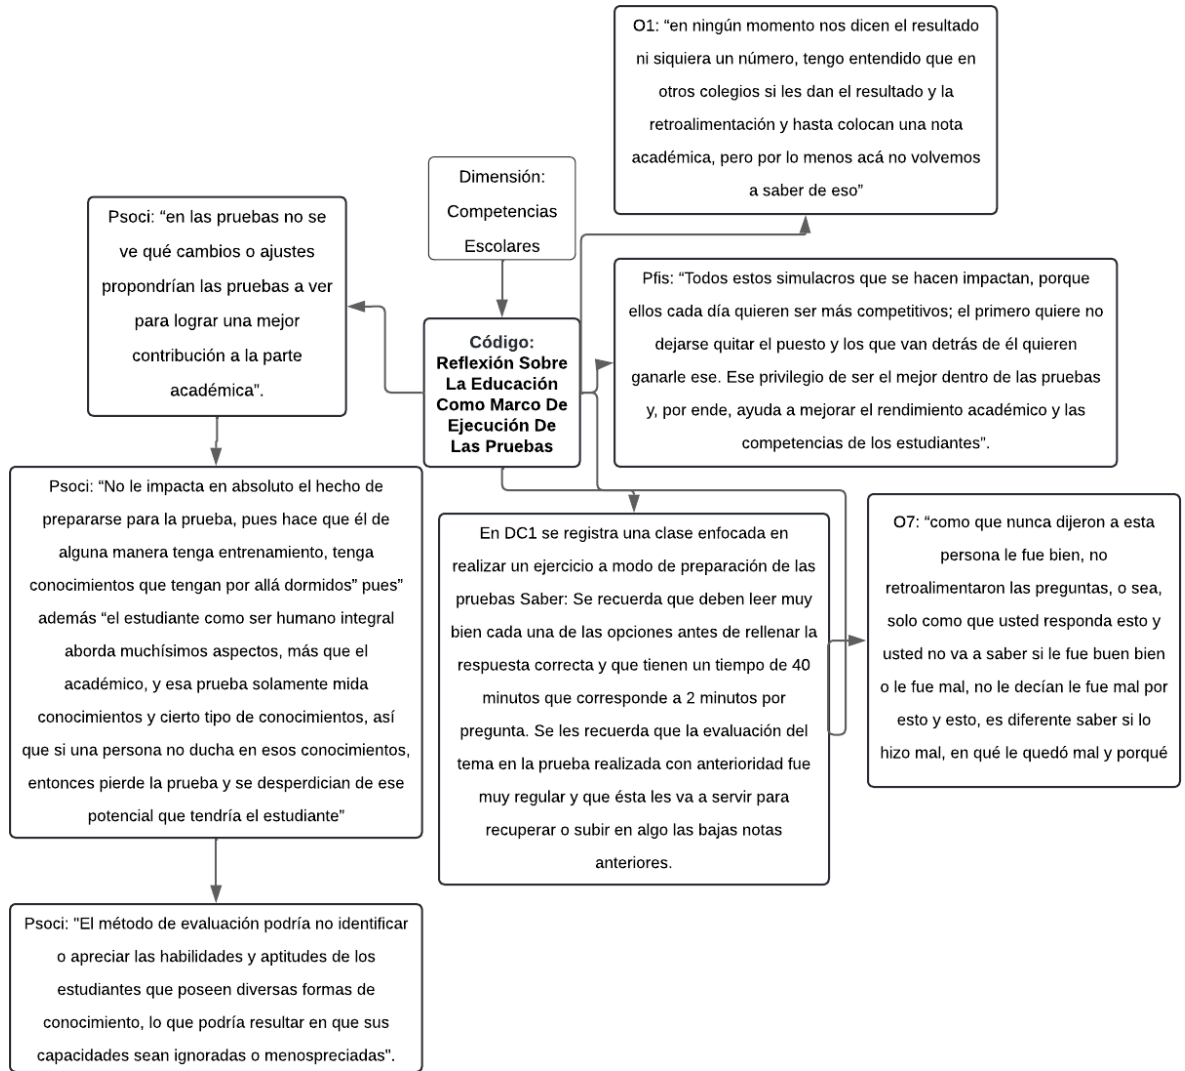 O1: “en ningún momento nos dicen el resultado
ni siquiera un número, tengo entendido que en
otros colegios si les dan el resultado y la
retroalimentación y hasta colocan una nota
académica, pero por lo menos acá no volvemos
a saber de eso”
Dimensión:
Competencias
Escolares
Psoci: “en las pruebas no se
ve qué cambios o ajustes
propondrían las pruebas a ver
para lograr una mejor
contribución a la parte
académica”.
Pfis: “Todos estos simulacros que se hacen impactan, porque
ellos cada día quieren ser más competitivos; el primero quiere no
dejarse quitar el puesto y los que van detrás de él quieren
ganarle ese. Ese privilegio de ser el mejor dentro de las pruebas
y, por ende, ayuda a mejorar el rendimiento académico y las
competencias de los estudiantes”.
Código:
Reflexión Sobre
La Educación
Como Marco De
Ejecución De
Las Pruebas
Psoci: “No le impacta en absoluto el hecho de
prepararse para la prueba, pues hace que él de
alguna manera tenga entrenamiento, tenga
conocimientos que tengan por allá dormidos” pues”
además “el estudiante como ser humano integral
aborda muchísimos aspectos, más que el
académico, y esa prueba solamente mida
conocimientos y cierto tipo de conocimientos, así
que si una persona no ducha en esos conocimientos,
entonces pierde la prueba y se desperdician de ese
potencial que tendría el estudiante”
En DC1 se registra una clase enfocada en
realizar un ejercicio a modo de preparación de las
pruebas Saber: Se recuerda que deben leer muy
bien cada una de las opciones antes de rellenar la
respuesta correcta y que tienen un tiempo de 40
minutos que corresponde a 2 minutos por
pregunta. Se les recuerda que la evaluación del
tema en la prueba realizada con anterioridad fue
muy regular y que ésta les va a servir para
recuperar o subir en algo las bajas notas
anteriores.
O7: “como que nunca dijeron a esta
persona le fue bien, no
retroalimentaron las preguntas, o sea,
solo como que usted responda esto y
usted no va a saber si le fue buen bien
o le fue mal, no le decían le fue mal por
esto y esto, es diferente saber si lo
hizo mal, en qué le quedó mal y porqué
Psoci: "El método de evaluación podría no identificar
o apreciar las habilidades y aptitudes de los
estudiantes que poseen diversas formas de
conocimiento, lo que podría resultar en que sus
capacidades sean ignoradas o menospreciadas".